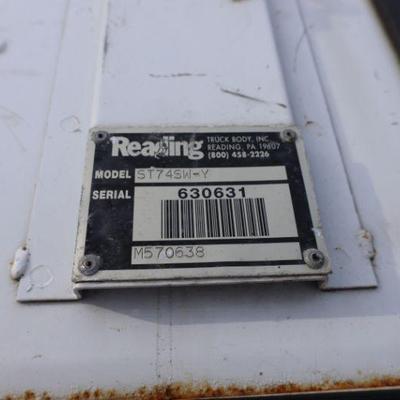 Reading
TRUCK BODY, INC.
READING, PA 19607
(800) 458-2226
MODEL ST74SW-Y
SERIAL 630631
M570638